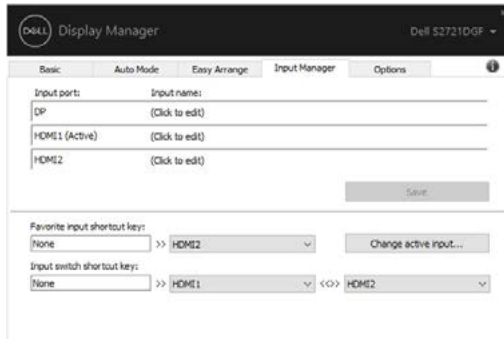 DELL Display Manager Dell S2721DGF
Basic Auto Mode Easy Arrange Input Manager Options
Input port: Input name:
DP (Click to edit)
HDMI1 (Active) (Click to edit)
HDMI2 (Click to edit)
Save
Favorite input shortcut key:
None >> HDMI2 Change active input...
Input switch shortcut key:
None >> HDMI1 <=> HDMI2